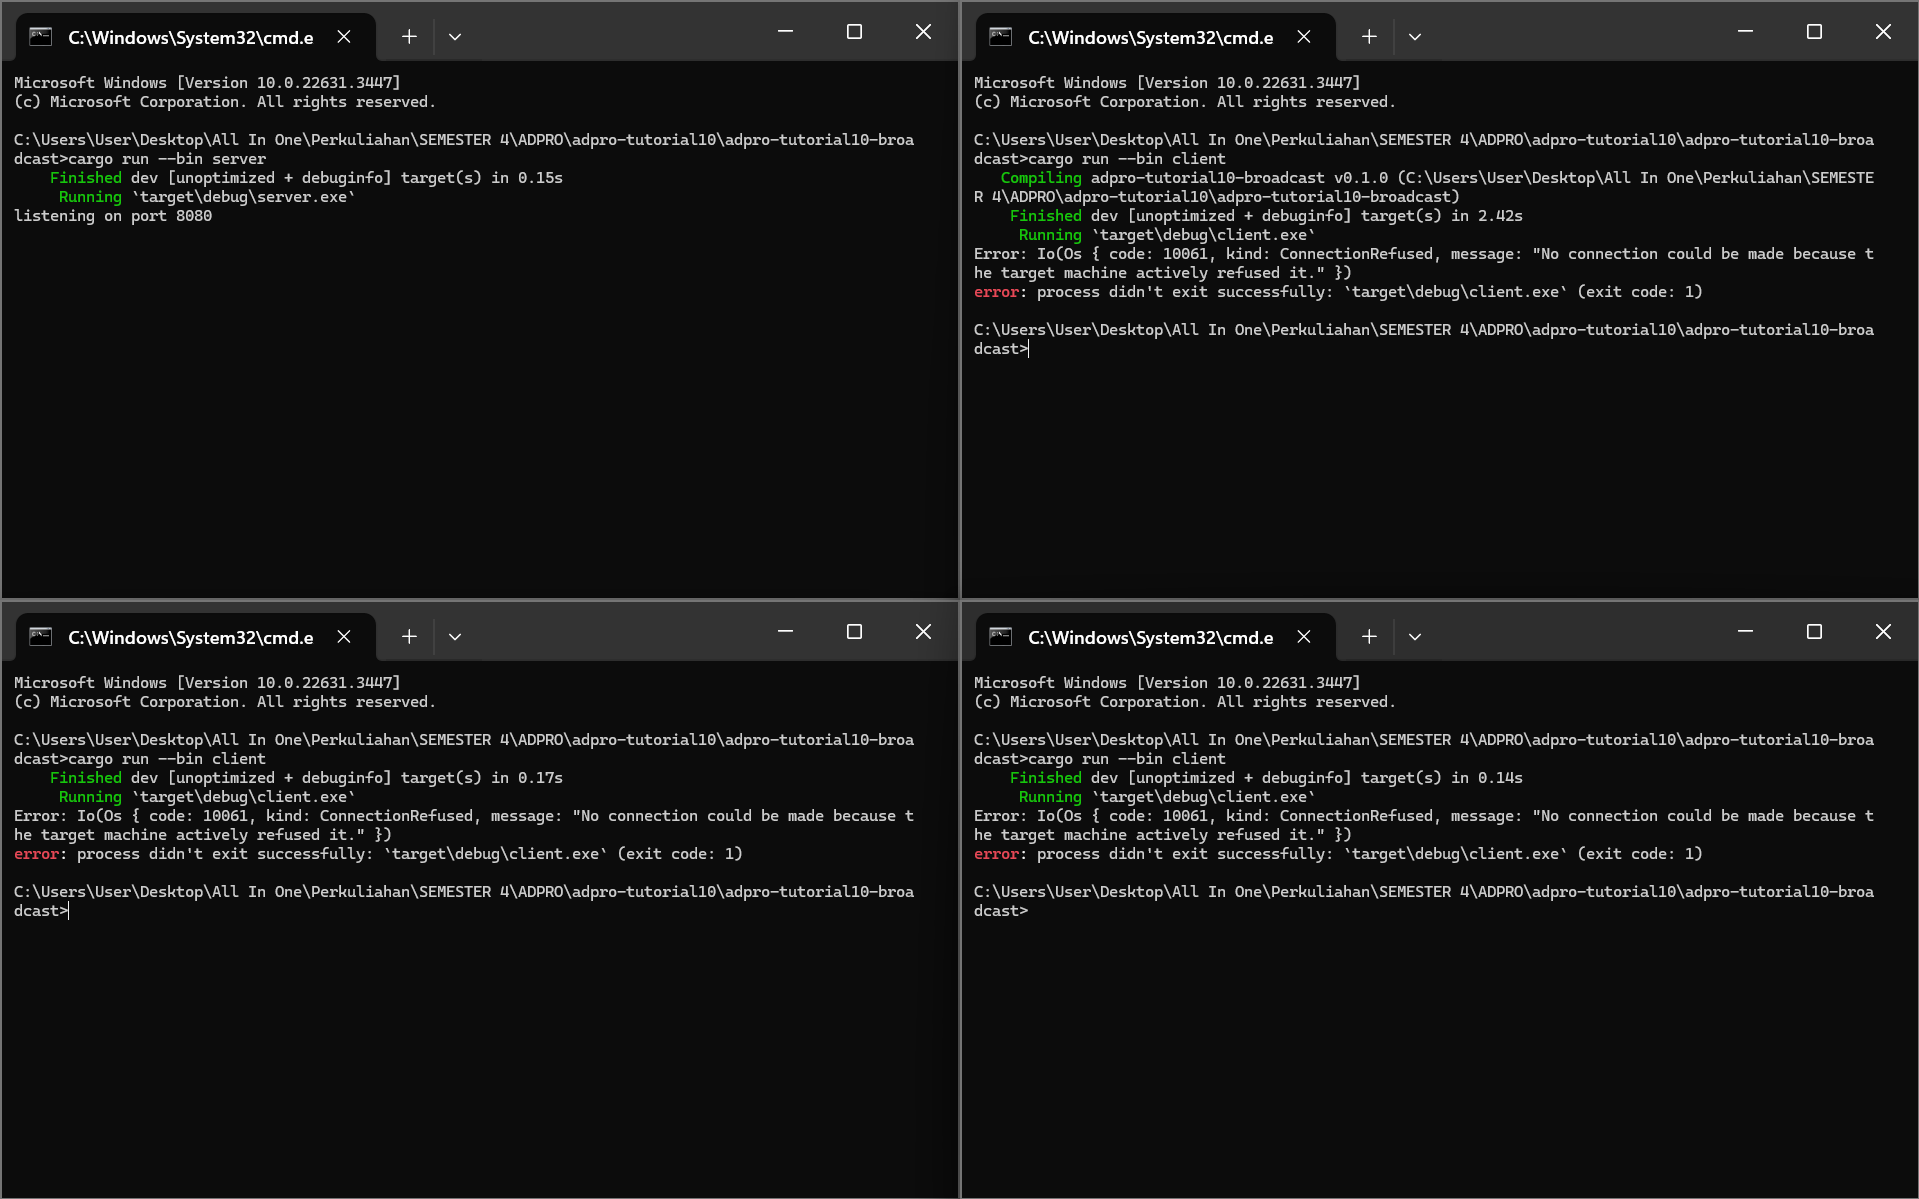 C:\Windows\System32\cmd.e
Microsoft Windows [Version 10.0.22631.3447]
(c) Microsoft Corporation. All rights reserved.
C:\Users\User\Desktop\All In One\Perkuliahan\SEMESTER 4\ADPRO\adpro-tutorial10\adpro-tutorial10-broa
dcast>cargo run --bin server
Finished dev [unoptimized + debuginfo] target(s) in 0.15s
Running `target\debug\server.exe`
listening on port 8080
C:\Windows\System32\cmd.e
Microsoft Windows [Version 10.0.22631.3447]
(c) Microsoft Corporation. All rights reserved.
C:\Users\User\Desktop\All In One\Perkuliahan\SEMESTER 4\ADPRO\adpro-tutorial10\adpro-tutorial10-broa
dcast>cargo run --bin client
Compiling adpro-tutorial10-broadcast v0.1.0 (C:\Users\User\Desktop\All In One\Perkuliahan\SEMESTE
R 4\ADPRO\adpro-tutorial10\adpro-tutorial10-broadcast)
Finished dev [unoptimized + debuginfo] target(s) in 2.42s
Running `target\debug\client.exe`
Error: Io(Os { code: 10061, kind: ConnectionRefused, message: "No connection could be made because t
he target machine actively refused it." })
error: process didn't exit successfully: `target\debug\client.exe` (exit code: 1)
C:\Users\User\Desktop\All In One\Perkuliahan\SEMESTER 4\ADPRO\adpro-tutorial10\adpro-tutorial10-broa
dcast>
C:\Windows\System32\cmd.e
Microsoft Windows [Version 10.0.22631.3447]
(c) Microsoft Corporation. All rights reserved.
C:\Users\User\Desktop\All In One\Perkuliahan\SEMESTER 4\ADPRO\adpro-tutorial10\adpro-tutorial10-broa
dcast>cargo run --bin client
Finished dev [unoptimized + debuginfo] target(s) in 0.17s
Running `target\debug\client.exe`
Error: Io(Os { code: 10061, kind: ConnectionRefused, message: "No connection could be made because t
he target machine actively refused it." })
error: process didn't exit successfully: `target\debug\client.exe` (exit code: 1)
C:\Users\User\Desktop\All In One\Perkuliahan\SEMESTER 4\ADPRO\adpro-tutorial10\adpro-tutorial10-broa
dcast>
C:\Windows\System32\cmd.e
Microsoft Windows [Version 10.0.22631.3447]
(c) Microsoft Corporation. All rights reserved.
C:\Users\User\Desktop\All In One\Perkuliahan\SEMESTER 4\ADPRO\adpro-tutorial10\adpro-tutorial10-broa
dcast>cargo run --bin client
Finished dev [unoptimized + debuginfo] target(s) in 0.14s
Running `target\debug\client.exe`
Error: Io(Os { code: 10061, kind: ConnectionRefused, message: "No connection could be made because t
he target machine actively refused it." })
error: process didn't exit successfully: `target\debug\client.exe` (exit code: 1)
C:\Users\User\Desktop\All In One\Perkuliahan\SEMESTER 4\ADPRO\adpro-tutorial10\adpro-tutorial10-broa
dcast>